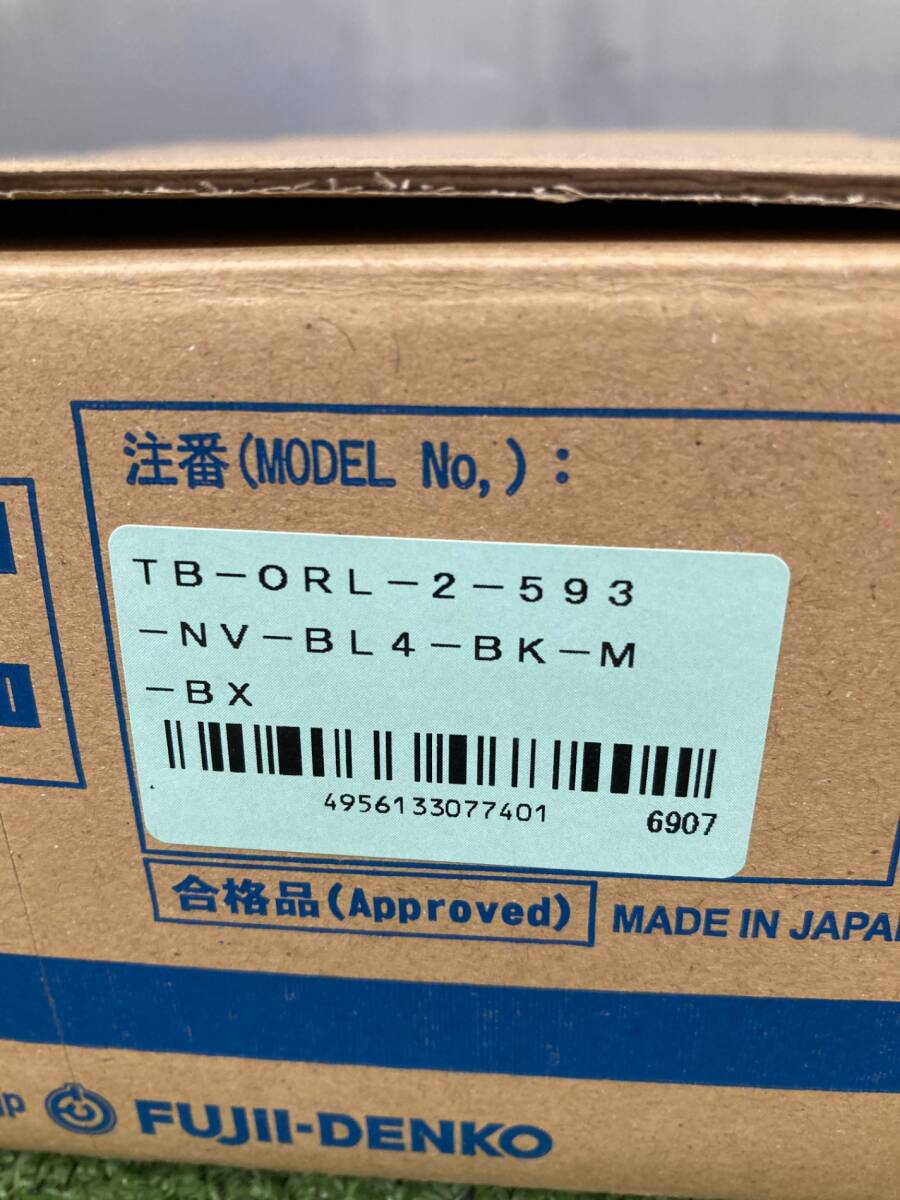 注番(MODEL No,):
TB-ORL-2-593
-NV-BL4-BK-M
-BX
4956133077401
6907
合格品(Approved)
MADE IN JAPAN
FUJII-DENKO